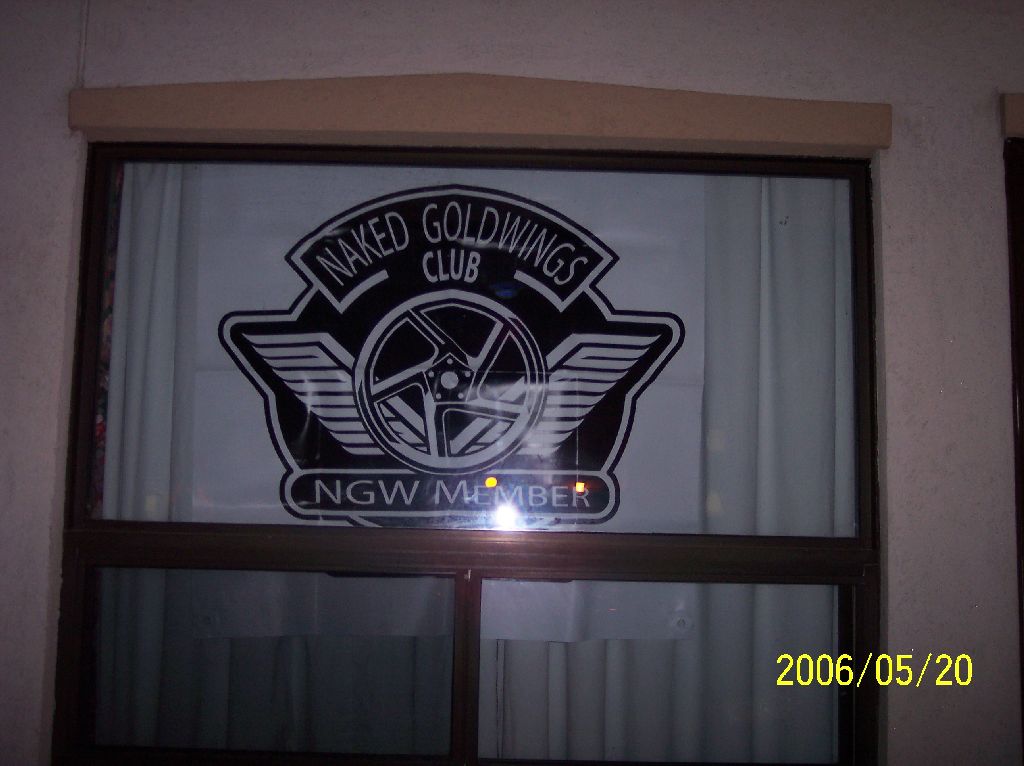 NAKED GOLDWINGS
CLUB
NGW MEMBER
2006/05/20